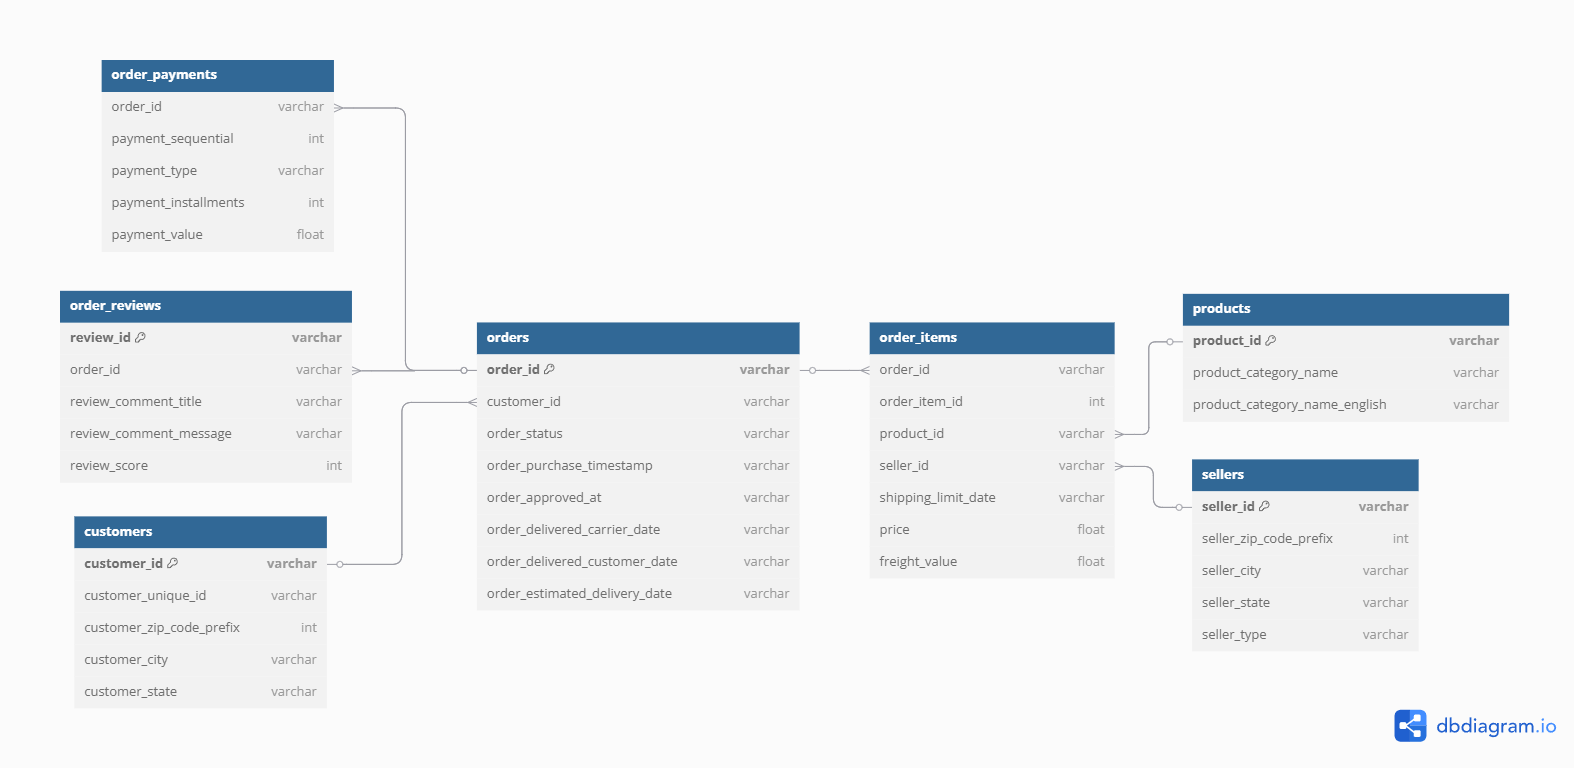 order_payments
order_id varchar
payment_sequential int
payment_type varchar
payment_installments int
payment_value float
order_reviews
review_id varchar
order_id varchar
review_comment_title varchar
review_comment_message varchar
review_score int
customers
customer_id varchar
customer_unique_id varchar
customer_zip_code_prefix int
customer_city varchar
customer_state varchar
orders
order_id varchar
customer_id varchar
order_status varchar
order_purchase_timestamp varchar
order_approved_at varchar
order_delivered_carrier_date varchar
order_delivered_customer_date varchar
order_estimated_delivery_date varchar
order_items
order_id varchar
order_item_id int
product_id varchar
seller_id varchar
shipping_limit_date varchar
price float
freight_value float
products
product_id varchar
product_category_name varchar
product_category_name_english varchar
sellers
seller_id varchar
seller_zip_code_prefix int
seller_city varchar
seller_state varchar
seller_type varchar
dbdiagram.io